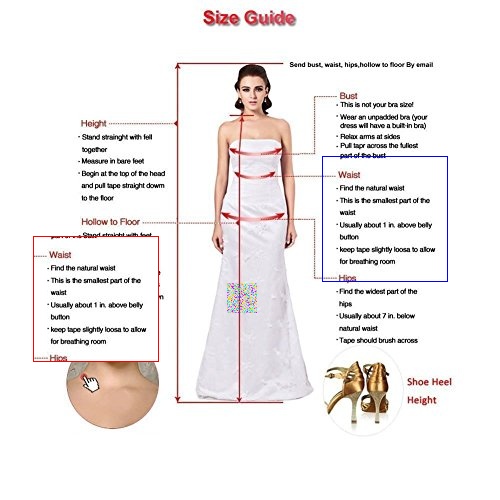 Size Guide
Send bust, waist, hips,hollow to floor By email
Height
Stand strainght with fell
together
Measure in bare feet
Begin at the top of the head
and pull tape straight down
to the floor
Hollow to Floor
Stand straight with feet
Waist
Find the natural waist
This is the smallest part of the
waist
Usually about 1 in. above belly
button
keep tape slightly loosa to allow
for breathing room
Hips
Bust
This is not your bra size!
Wear an unpadded bra (your
dress will have a built-in bra)
Relax arms at sides
Pull tapr across the fullest
part of the bust
Waist
Find the natural waist
This is the smallest part of the
waist
Usually about 1 in. above belly
button
keep tape slightly loosa to allow
for breathing room
Hips
Find the widest part of the
hips
Usually about 7 in. below
natural waist
Tape should brush across
Shoe Heel
Height